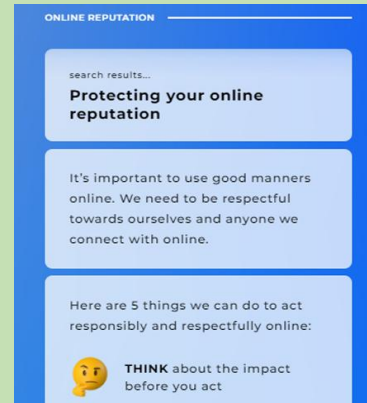 ONLINE REPUTATION
search results...
Protecting your online
reputation
It's important to use good manners
online. We need to be respectful
towards ourselves and anyone we
connect with online.
Here are 5 things we can do to act
responsibly and respectfully online:
THINK about the impact
before you act